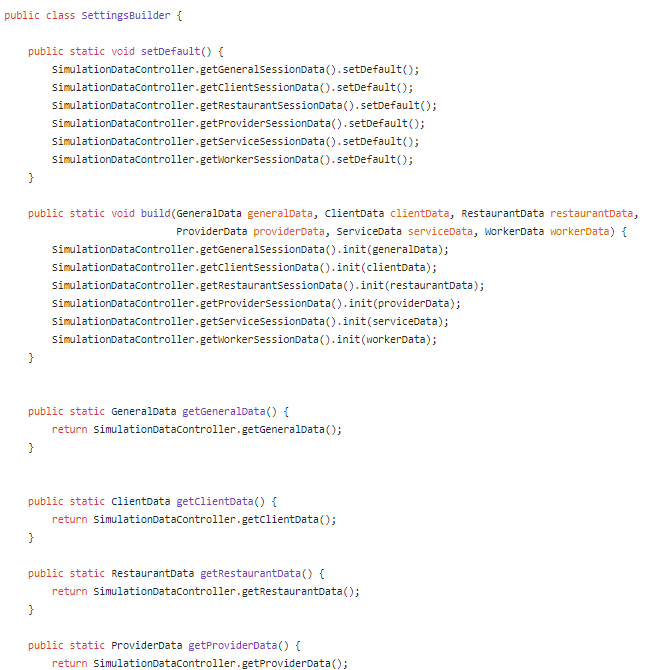 public class SettingsBuilder {
public static void setDefault() {
SimulationDataController.getGeneralSessionData().setDefault();
SimulationDataController.getClientSessionData().setDefault();
SimulationDataController.getRestaurantSessionData().setDefault();
SimulationDataController.getProviderSessionData().setDefault();
SimulationDataController.getServiceSessionData().setDefault();
SimulationDataController.getWorkerSessionData().setDefault();
}
public static void build(GeneralData generalData, ClientData clientData, RestaurantData restaurantData,
ProviderData providerData, ServiceData serviceData, WorkerData workerData) {
SimulationDataController.getGeneralSessionData().init(generalData);
SimulationDataController.getClientSessionData().init(clientData);
SimulationDataController.getRestaurantSessionData().init(restaurantData);
SimulationDataController.getProviderSessionData().init(providerData);
SimulationDataController.getServiceSessionData().init(serviceData);
SimulationDataController.getWorkerSessionData().init(workerData);
}
public static GeneralData getGeneralData() {
return SimulationDataController.getGeneralData();
}
public static ClientData getClientData() {
return SimulationDataController.getClientData();
}
public static RestaurantData getRestaurantData() {
return SimulationDataController.getRestaurantData();
}
public static ProviderData getProviderData() {
return SimulationDataController.getProviderData();